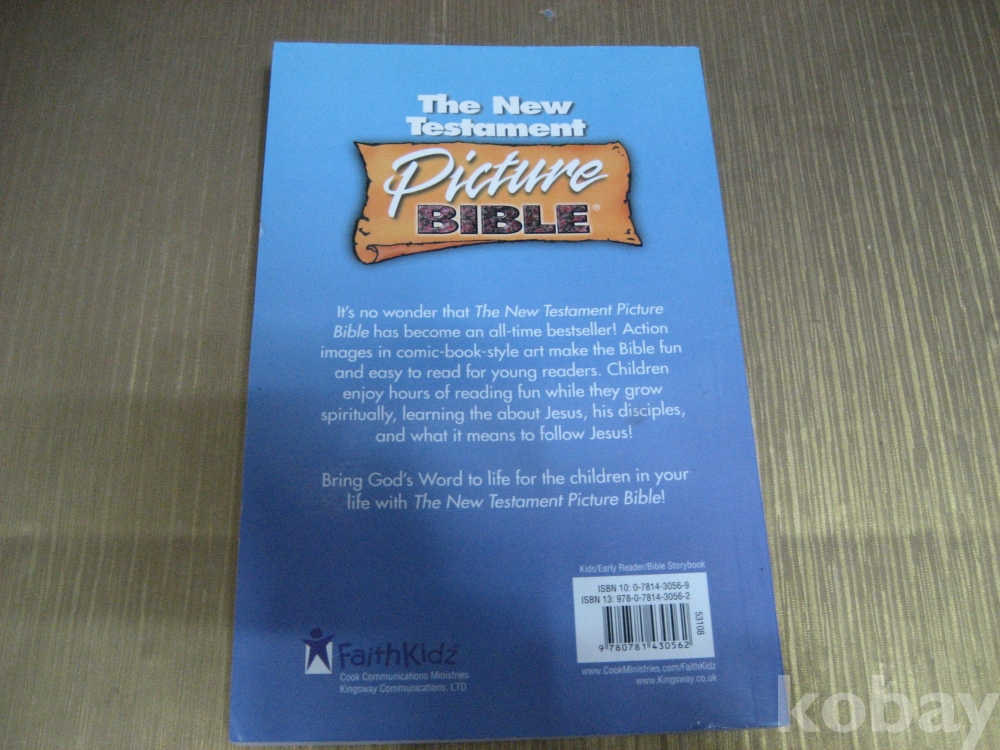 The New
Testament
Picture
BIBLE®
It's no wonder that The New Testament Picture
Bible has become an all-time bestseller! Action
images in comic-book-style art make the Bible fun
and easy to read for young readers. Children
enjoy hours of reading fun while they grow
spiritually, learning the about Jesus, his disciples,
and what it means to follow Jesus!
Bring God's Word to life for the children in your
life with The New Testament Picture Bible!
Kids/Early Reader/Bible Storybook
ISBN 10: 0-7814-3056-9
ISBN 13: 978-0-7814-3056-2
53108
9 780781 430562
FaithKidz
Cook Communications Ministries
Kingsway Communications, LTD.
www.CookMinistries.com/FaithKidz
www.Kingsway.co.uk
kobay